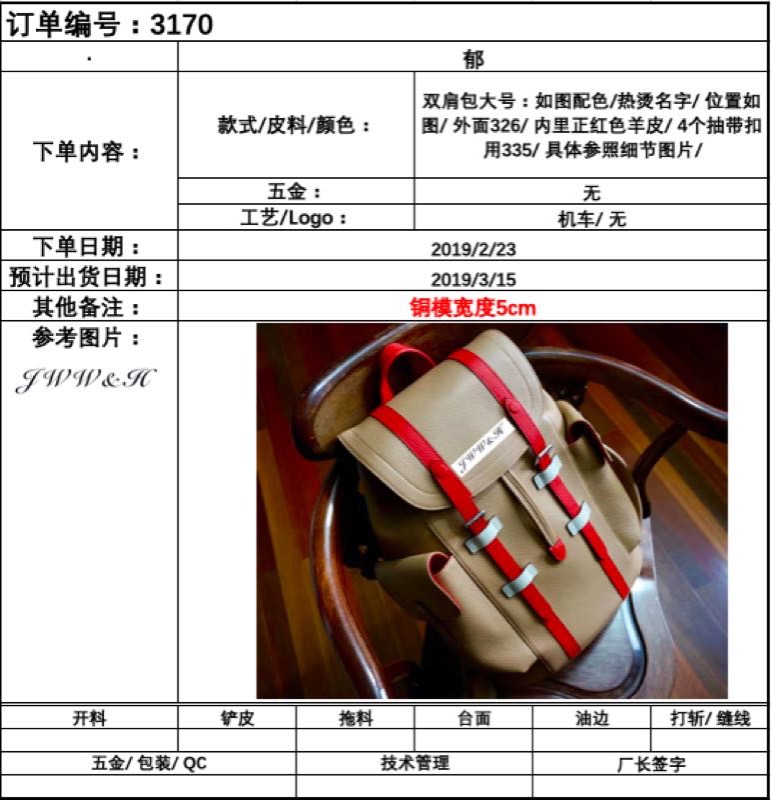 订单编号：3170
.
郁
下单内容：
款式/皮料/颜色：
双肩包大号：如图配色/热烫名字/ 位置如
图/ 外面326/ 内里正红色羊皮/ 4个抽带扣
用335/ 具体参照细节图片/
五金：
无
工艺/Logo：
机车/ 无
下单日期：
2019/2/23
预计出货日期：
2019/3/15
其他备注：
铜模宽度5cm
参考图片：
JWW&H
JWW&H
开料
铲皮
拖料
台面
油边
打斩/ 缝线
五金/ 包装/ QC
技术管理
厂长签字